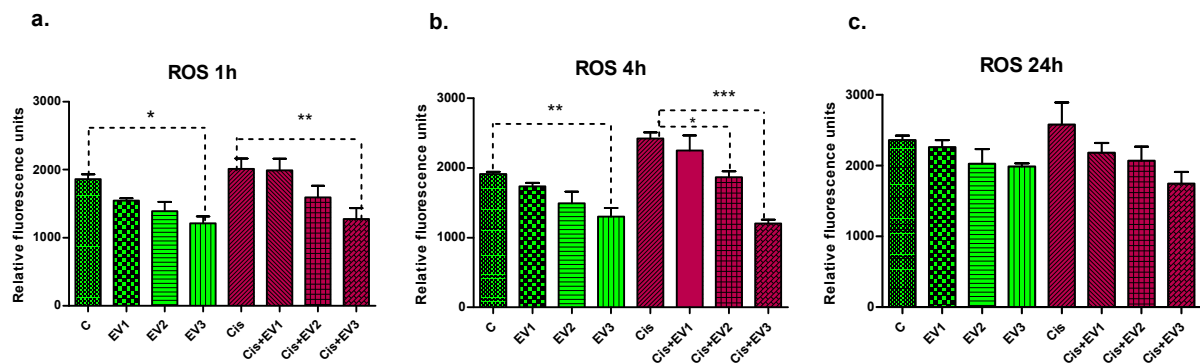 a.
ROS 1h
Relative fluorescence units
3000
2000
1000
0
*
**
C
EV1
EV2
EV3
Cis
Cis+EV1
Cis+EV2
Cis+EV3
b.
ROS 4h
Relative fluorescence units
3000
2000
1000
0
**
***
*
C
EV1
EV2
EV3
Cis
Cis+EV1
Cis+EV2
Cis+EV3
c.
ROS 24h
Relative fluorescence units
3000
2000
1000
0
C
EV1
EV2
EV3
Cis
Cis+EV1
Cis+EV2
Cis+EV3